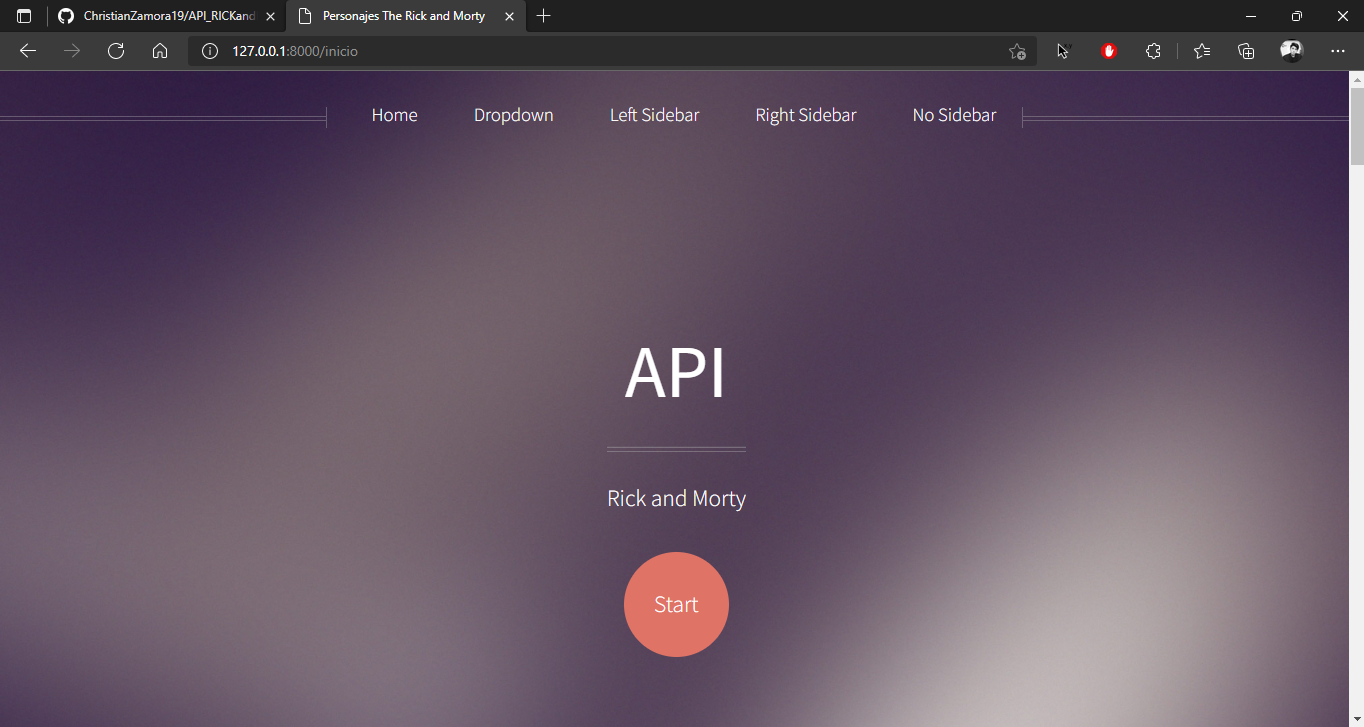 ChristianZamora19/API_RICKand
Personajes The Rick and Morty
127.0.0.1:8000/inicio
Home Dropdown Left Sidebar Right Sidebar No Sidebar
API
Rick and Morty
Start